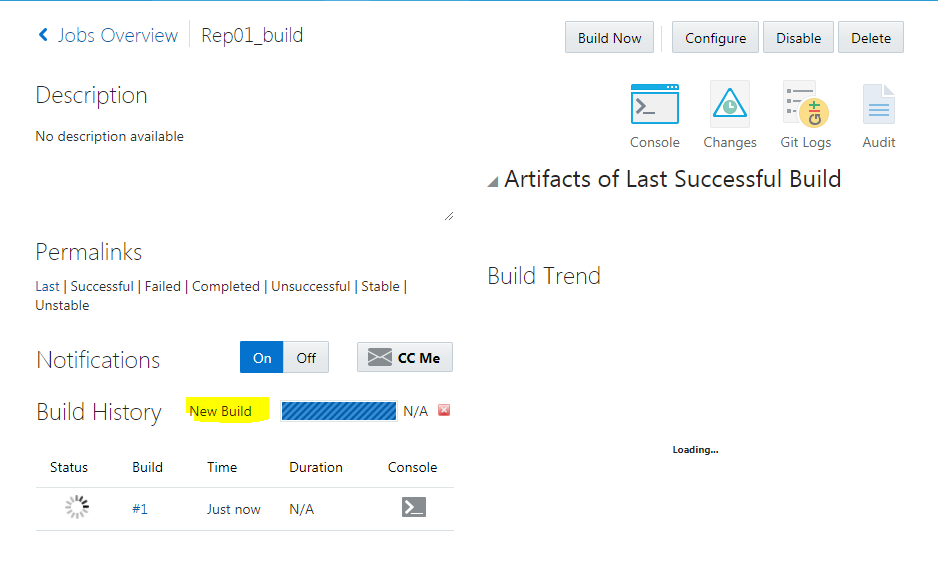 Jobs Overview Rep01_build
Build Now Configure Disable Delete
Description
No description available
Console Changes Git Logs Audit
Git
Artifacts of Last Successful Build
Permalinks
Last | Successful | Failed | Completed | Unsuccessful | Stable |
Unstable
Build Trend
Notifications On Off CC Me
Build History New Build N/A
Status Build Time Duration Console
#1 Just now N/A
Loading...